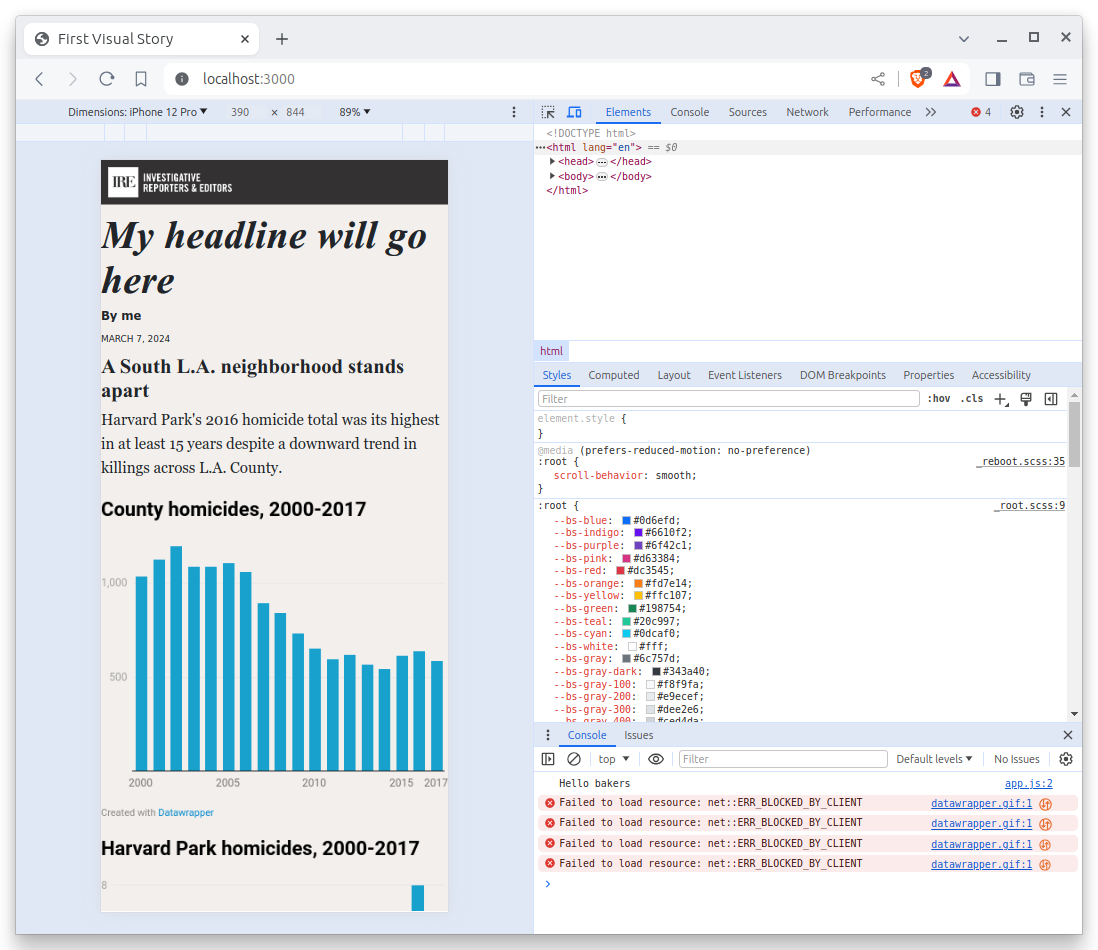 First Visual Story
localhost:3000
2
Dimensions: iPhone 12 Pro
390 × 844
89%
Elements Console Sources Network Performance
4
<!DOCTYPE html>
<html lang="en"> == $0
<head> … </head>
<body> … </body>
</html>
IRE INVESTIGATIVE
REPORTERS & EDITORS
My headline will go
here
By me
MARCH 7, 2024
A South L.A. neighborhood stands
apart
Harvard Park's 2016 homicide total was its highest
in at least 15 years despite a downward trend in
killings across L.A. County.
County homicides, 2000-2017
1,000
500
2000 2005 2010 2015 2017
Created with Datawrapper
Harvard Park homicides, 2000-2017
8
html
Styles Computed Layout Event Listeners DOM Breakpoints Properties Accessibility
Filter :hov .cls
element.style {
}
@media (prefers-reduced-motion: no-preference)
:root { _reboot.scss:35
scroll-behavior: smooth;
}
:root { _root.scss:9
--bs-blue: #0d6efd;
--bs-indigo: #6610f2;
--bs-purple: #6f42c1;
--bs-pink: #d63384;
--bs-red: #dc3545;
--bs-orange: #fd7e14;
--bs-yellow: #ffc107;
--bs-green: #198754;
--bs-teal: #20c997;
--bs-cyan: #0dcaf0;
--bs-white: #fff;
--bs-gray: #6c757d;
--bs-gray-dark: #343a40;
--bs-gray-100: #f8f9fa;
--bs-gray-200: #e9ecef;
--bs-gray-300: #dee2e6;
--bs-gray-400: #ced4da;
Console Issues
top Filter Default levels No Issues
Hello bakers app.js:2
Failed to load resource: net::ERR_BLOCKED_BY_CLIENT datawrapper.gif:1
Failed to load resource: net::ERR_BLOCKED_BY_CLIENT datawrapper.gif:1
Failed to load resource: net::ERR_BLOCKED_BY_CLIENT datawrapper.gif:1
Failed to load resource: net::ERR_BLOCKED_BY_CLIENT datawrapper.gif:1